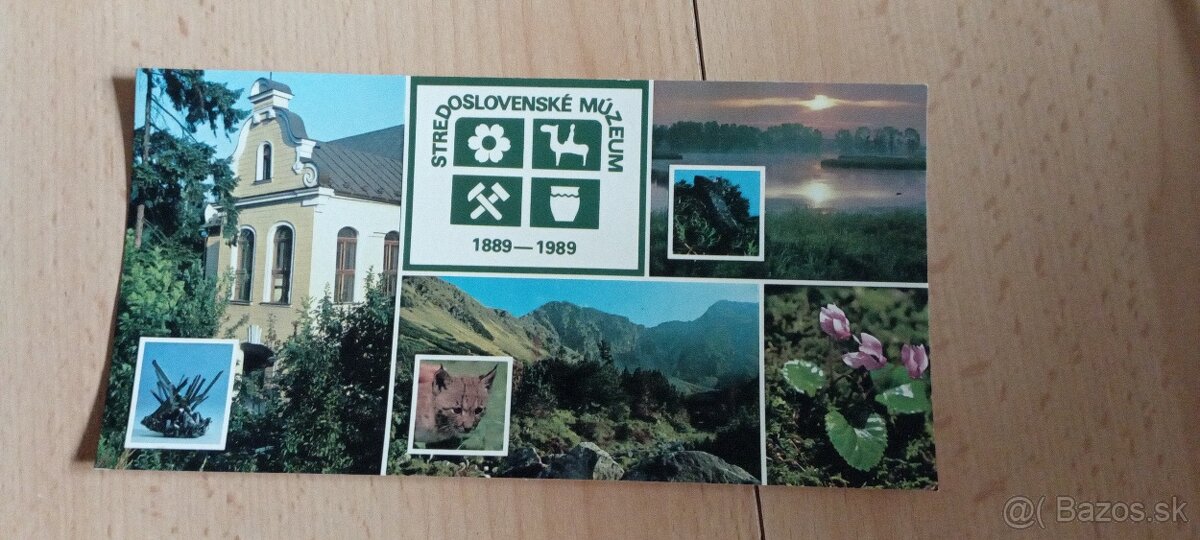 STREDOSLOVENSKÉ MÚZEUM
1889—1989
@( Bazos.sk